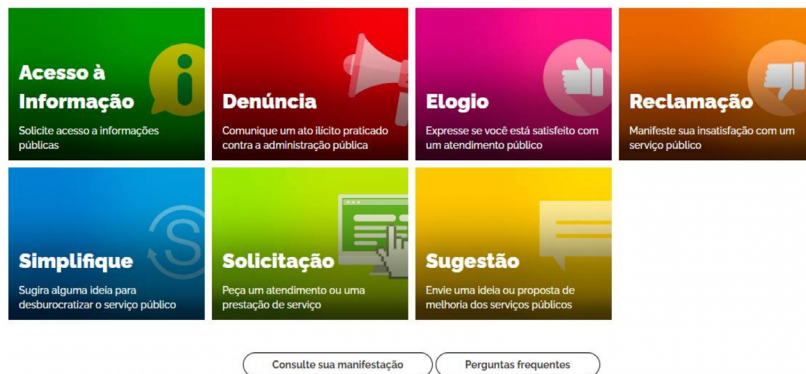 Acesso à
Informação
Solicite acesso a informações
públicas
Denúncia
Comunique um ato ilícito praticado
contra a administração pública
Elogio
Expresse se você está satisfeito com
um atendimento público
Reclamação
Manifeste sua insatisfação com um
serviço público
Simplifique
Sugira alguma ideia para
desburocratizar o serviço público
Solicitação
Peça um atendimento ou uma
prestação de serviço
Sugestão
Envie uma ideia ou proposta de
melhoria dos serviços públicos
Consulte sua manifestação
Perguntas frequentes